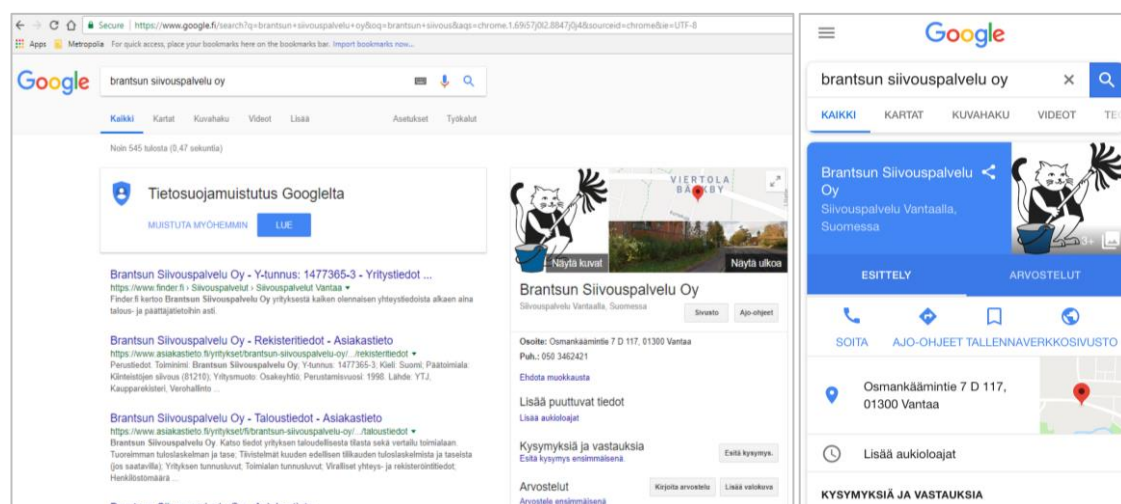 Secure | https://www.google.fi/search?q=brantsun+siivouspalvelu+oy&oq=brantsun+siivous&aqs=chrome.1.69i57j0l2.8847j0j4&sourceid=chrome&ie=UTF-8
Apps Metropolia For quick access, place your bookmarks here on the bookmarks bar. Import bookmarks now...
Google brantsun siivouspalvelu oy
Kaikki Kartat Kuvahaku Videot Lisää Asetukset Työkalut
Noin 545 tulosta (0,47 sekuntia)
Tietosuojamuistutus Googlelta
MUISTUTA MYÖHEMMIN LUE
Brantsun Siivouspalvelu Oy - Y-tunnus: 1477365-3 - Yritystiedot ...
https://www.finder.fi › Siivouspalvelut › Siivouspalvelut Vantaa
Finder.fi kertoo Brantsun Siivouspalvelu Oy yrityksestä kaiken olennaisen yhteystiedoista alkaen aina
talous- ja päättäjätietoihin asti.
Brantsun Siivouspalvelu Oy - Rekisteritiedot - Asiakastieto
https://www.asiakastieto.fi/yritykset/brantsun-siivouspalvelu-oy/.../rekisteritiedot
Perustiedot. Toiminimi: Brantsun Siivouspalvelu Oy, Y-tunnus: 1477365-3, Kieli: Suomi, Päätoimiala:
Kiinteistöjen siivous (81210), Yritysmuoto: Osakeyhtiö, Perustamisvuosi: 1998. Lähde: YTJ,
Kaupparekisteri, Verohallinto ...
Brantsun Siivouspalvelu Oy - Taloustiedot - Asiakastieto
https://www.asiakastieto.fi/yritykset/fi/brantsun-siivouspalvelu-oy/.../taloustiedot
Brantsun Siivouspalvelu Oy. Katso tiedot yrityksen taloudellisesta tilasta sekä vertailu toimialaan.
Tuoreimman tuloslaskelman ja tase; Tiivistelmät kuuden edellisen tilikauden tuloslaskelmista ja taseista
(jos saatavilla); Yrityksen tunnusluvut; Toimialan tunnusluvut; Viralliset yhteys- ja rekisteröintitiedot;
Henkilöstömäärä ...
VIERTOLA
BÄCKBY
Näytä kuvat Näytä ulkoa
Brantsun Siivouspalvelu Oy
Siivouspalvelu Vantaalla, Suomessa
Sivusto Ajo-ohjeet
Osoite: Osmankäämintie 7 D 117, 01300 Vantaa
Puh.: 050 3462421
Ehdota muokkausta
Lisää puuttuvat tiedot
Lisää aukioloajat
Kysymyksiä ja vastauksia
Esitä kysymys ensimmäisenä.
Esitä kysymys.
Arvostelut
Kirjoita arvostelu Lisää valokuva
Arvostele ensimmäisenä
Google
brantsun siivouspalvelu oy
KAIKKI KARTAT KUVAHAKU VIDEOT
Brantsun Siivouspalvelu
Oy
Siivouspalvelu Vantaalla,
Suomessa
3+
ESITTELY ARVOSTELUT
SOITA AJO-OHJEET TALLENNA VERKKOSIVUSTO
Osmankäämintie 7 D 117,
01300 Vantaa
Lisää aukioloajat
KYSYMYKSIÄ JA VASTAUKSIA